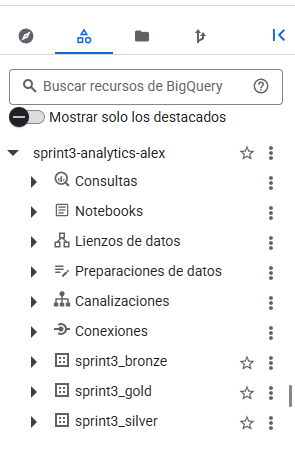 Buscar recursos de BigQuery
Mostrar solo los destacados
sprint3-analytics-alex
Consultas
Notebooks
Lienzos de datos
Preparaciones de datos
Canalizaciones
Conexiones
sprint3_bronze
sprint3_gold
sprint3_silver